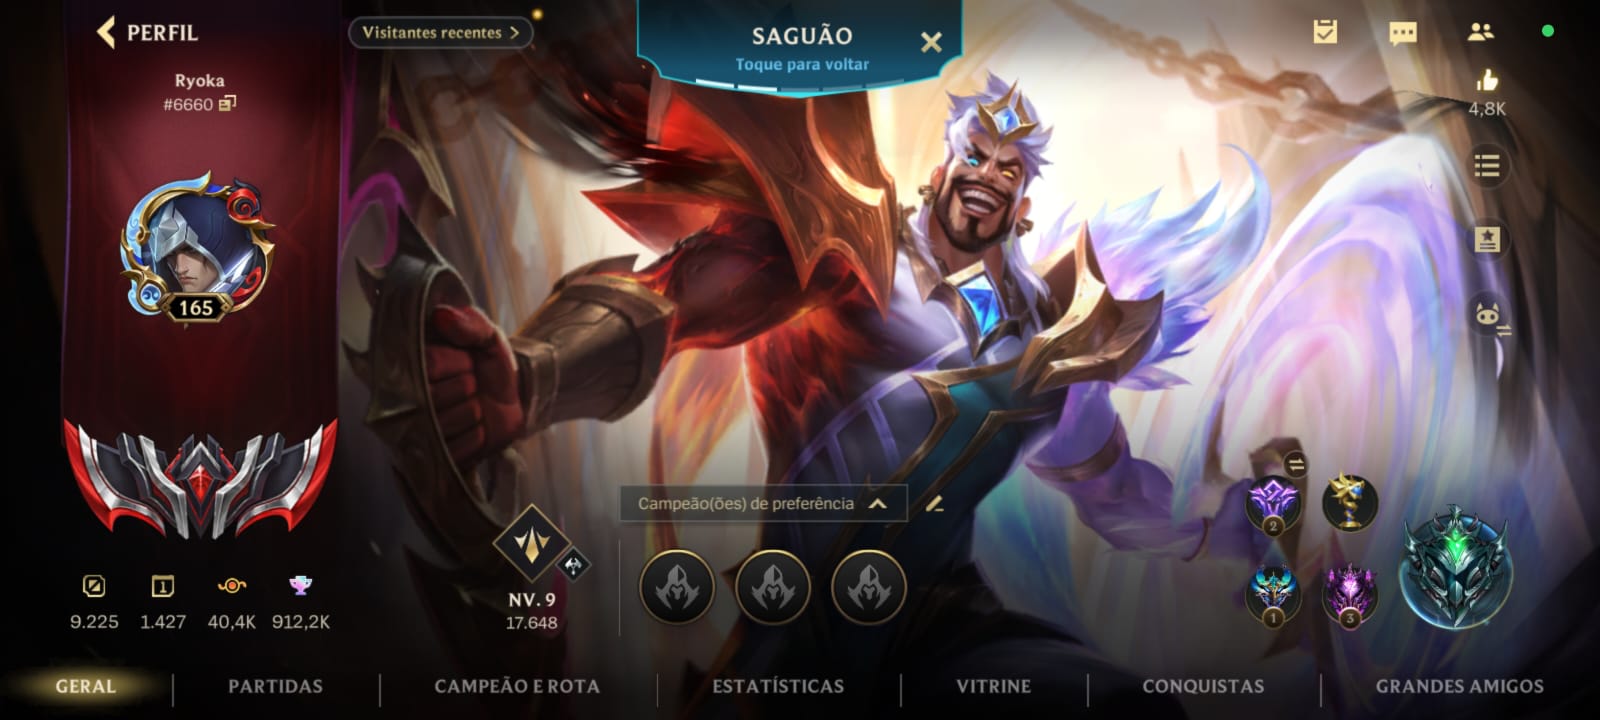 PERFIL
Visitantes recentes >
SAGUÃO
Toque para voltar
Ryoka
#6660
4,8K
165
Campeão(ões) de preferência
NV. 9
17.648
2
1
3
9.225
1.427
40,4K
912,2K
GERAL
PARTIDAS
CAMPEÃO E ROTA
ESTATÍSTICAS
VITRINE
CONQUISTAS
GRANDES AMIGOS